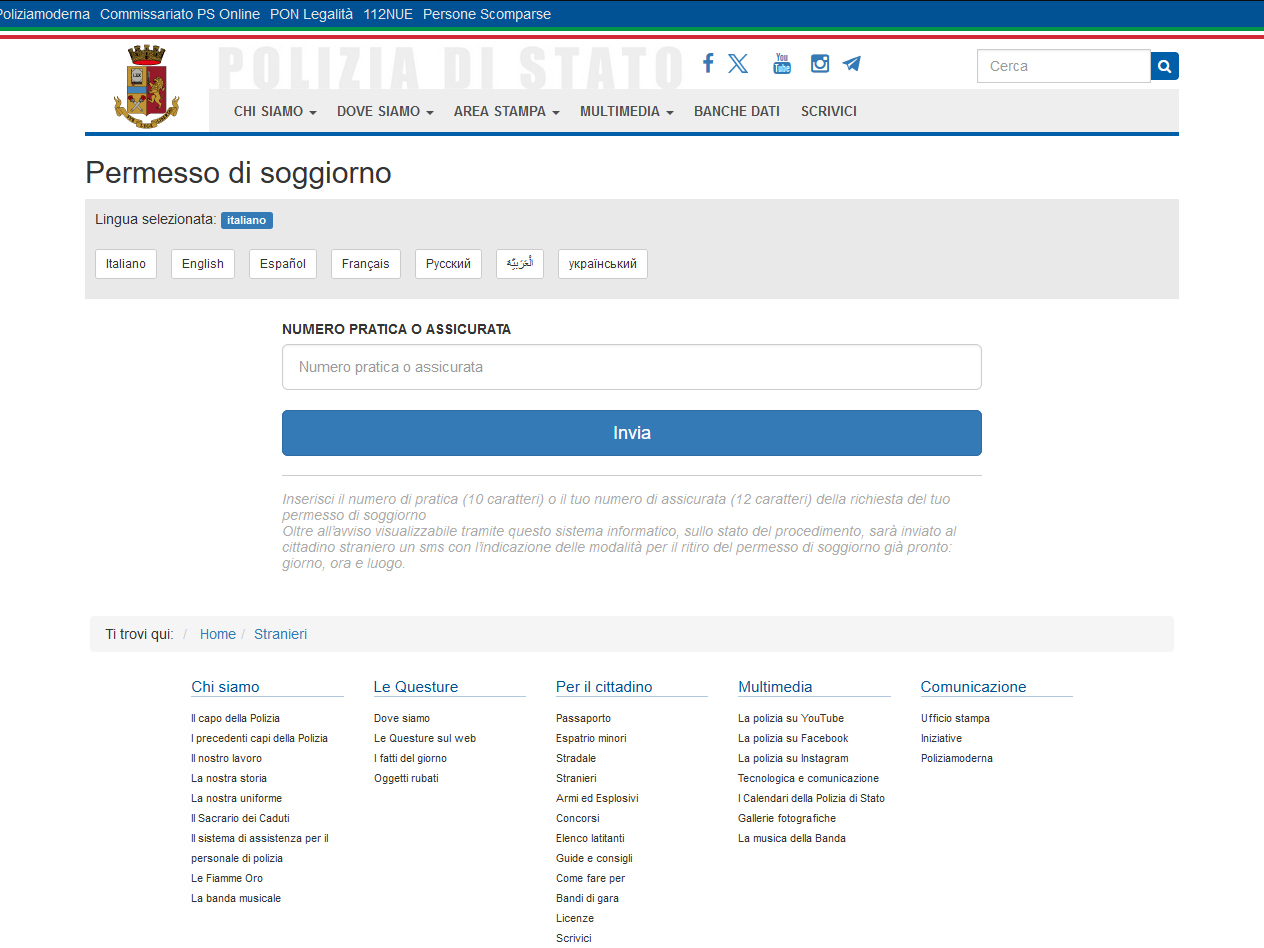 Poliziamoderna Commissariato PS Online PON Legalità 112NUE Persone Scomparse
POLIZIA DI STATO
You Tube
Cerca
LEX
CHI SIAMO DOVE SIAMO AREA STAMPA MULTIMEDIA BANCHE DATI SCRIVICI
Permesso di soggiorno
Lingua selezionata: italiano
Italiano English Español Français Русский الْعَرَبيّة український
NUMERO PRATICA O ASSICURATA
Numero pratica o assicurata
Invia
Inserisci il numero di pratica (10 caratteri) o il tuo numero di assicurata (12 caratteri) della richiesta del tuo
permesso di soggiorno
Oltre all'avviso visualizzabile tramite questo sistema informatico, sullo stato del procedimento, sarà inviato al
cittadino straniero un sms con l'indicazione delle modalità per il ritiro del permesso di soggiorno già pronto:
giorno, ora e luogo.
Ti trovi qui: / Home / Stranieri
Chi siamo
Il capo della Polizia
I precedenti capi della Polizia
Il nostro lavoro
La nostra storia
La nostra uniforme
Il Sacrario dei Caduti
Il sistema di assistenza per il
personale di polizia
Le Fiamme Oro
La banda musicale
Le Questure
Dove siamo
Le Questure sul web
I fatti del giorno
Oggetti rubati
Per il cittadino
Passaporto
Espatrio minori
Stradale
Stranieri
Armi ed Esplosivi
Concorsi
Elenco latitanti
Guide e consigli
Come fare per
Bandi di gara
Licenze
Scrivici
Multimedia
La polizia su YouTube
La polizia su Facebook
La polizia su Instagram
Tecnologica e comunicazione
I Calendari della Polizia di Stato
Gallerie fotografiche
La musica della Banda
Comunicazione
Ufficio stampa
Iniziative
Poliziamoderna